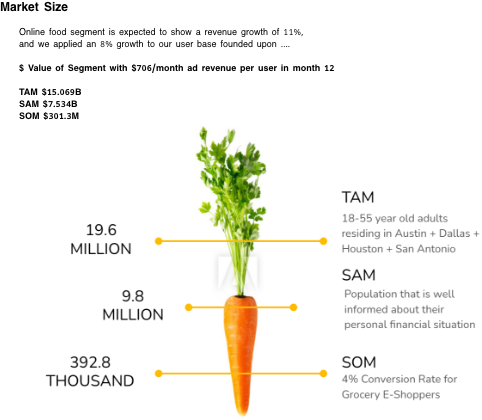 Market Size
Online food segment is expected to show a revenue growth of 11%,
and we applied an 8% growth to our user base founded upon ....
$ Value of Segment with $706/month ad revenue per user in month 12
TAM $15.069B
SAM $7.534B
SOM $301.3M
19.6
MILLION
TAM
18-55 year old adults
residing in Austin + Dallas +
Houston + San Antonio
9.8
MILLION
SAM
Population that is well
informed about their
personal financial situation
392.8
THOUSAND
SOM
4% Conversion Rate for
Grocery E-Shoppers